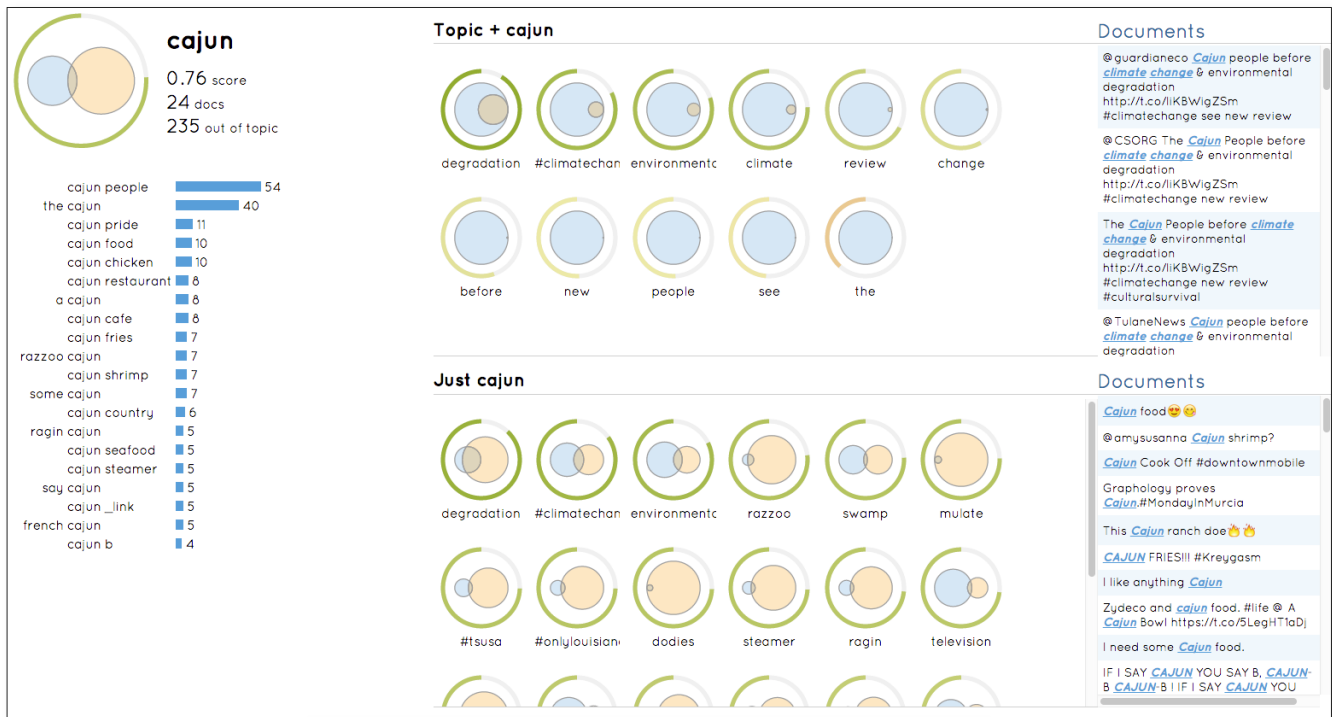 cajun
0.76 score
24 docs
235 out of topic
cajun people 54
the cajun 40
cajun pride 11
cajun food 10
cajun chicken 10
cajun restaurant 8
a cajun 8
cajun cafe 8
cajun fries 7
razzoo cajun 7
cajun shrimp 7
some cajun 7
cajun country 6
ragin cajun 5
cajun seafood 5
cajun steamer 5
say cajun 5
cajun _link 5
french cajun 5
cajun b 4
Topic + cajun
degradation #climatechan environmentc climate review change
before new people see the
Documents
@guardianeco Cajun people before
climate change & environmental
degradation
http://t.co/liKBWigZSm
#climatechange see new review
@CSORG The Cajun People before
climate change & environmental
degradation
http://t.co/liKBWigZSm
#climatechange new review
The Cajun People before climate
change & environmental
degradation
http://t.co/liKBWigZSm
#climatechange new review
#culturalsurvival
@TulaneNews Cajun people before
climate change & environmental
degradation
Just cajun
degradation #climatechan environmentc razzoo swamp mulate
#tsusa #onlylouisian dodies steamer ragin television
Documents
Cajun food😍😋
@amysusanna Cajun shrimp?
Cajun Cook Off #downtownmobile
Graphology proves
Cajun.#MondayInMurcia
This Cajun ranch doe🔥🔥
CAJUN FRIES!!! #Kreygasm
I like anything Cajun
Zydeco and cajun food. #life @ A
Cajun Bowl https://t.co/5LegHT1aDj
I need some Cajun food.
IF I SAY CAJUN YOU SAY B, CAJUN-
B CAJUN-B ! IF I SAY CAJUN YOU